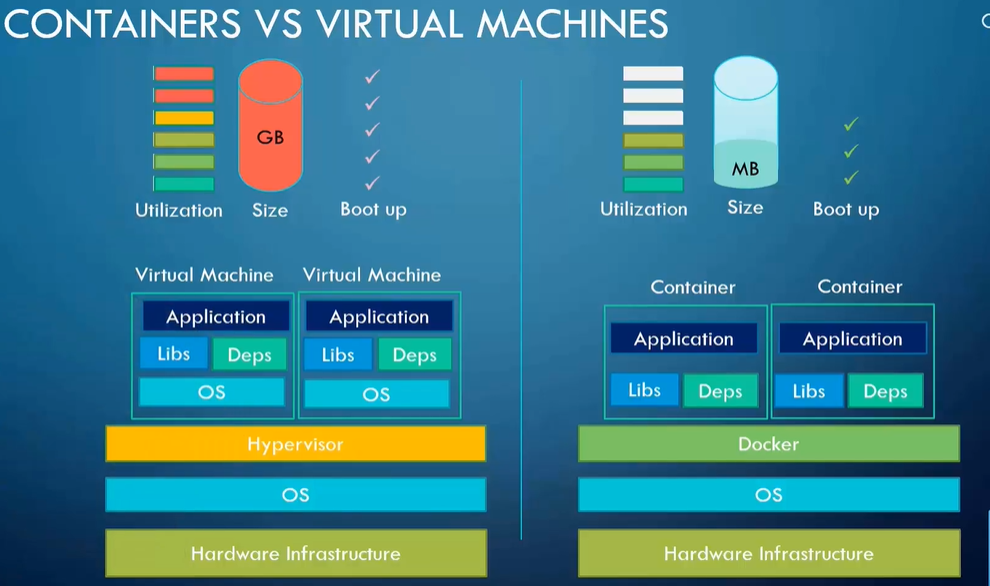 CONTAINERS VS VIRTUAL MACHINES
GB
Utilization Size Boot up
Virtual Machine Virtual Machine
Application Application
Libs Deps Libs Deps
OS OS
Hypervisor
OS
Hardware Infrastructure
MB
Utilization Size Boot up
Container Container
Application Application
Libs Deps Libs Deps
Docker
OS
Hardware Infrastructure